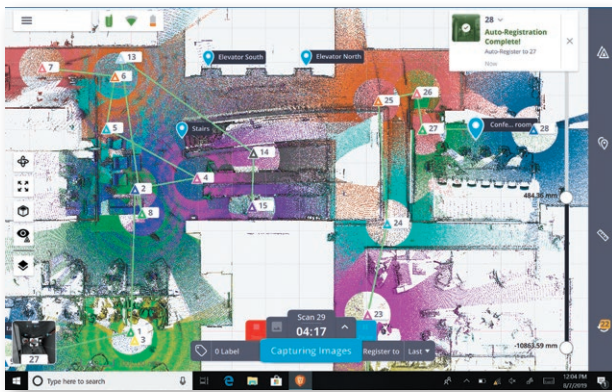 28
Auto-Registration
Complete!
Auto-Register to 27
Now
13
7
6
Elevator South
Elevator North
26
25
5
Stairs
27
Confe... room
28
14
4
2
15
8
484.36 mm
24
23
1
3
Scan 29
04:17
27
0 Label
Capturing Images
Register to
Last
-10863.59 mm
Type here to search
12:04 PM
8/7/2019